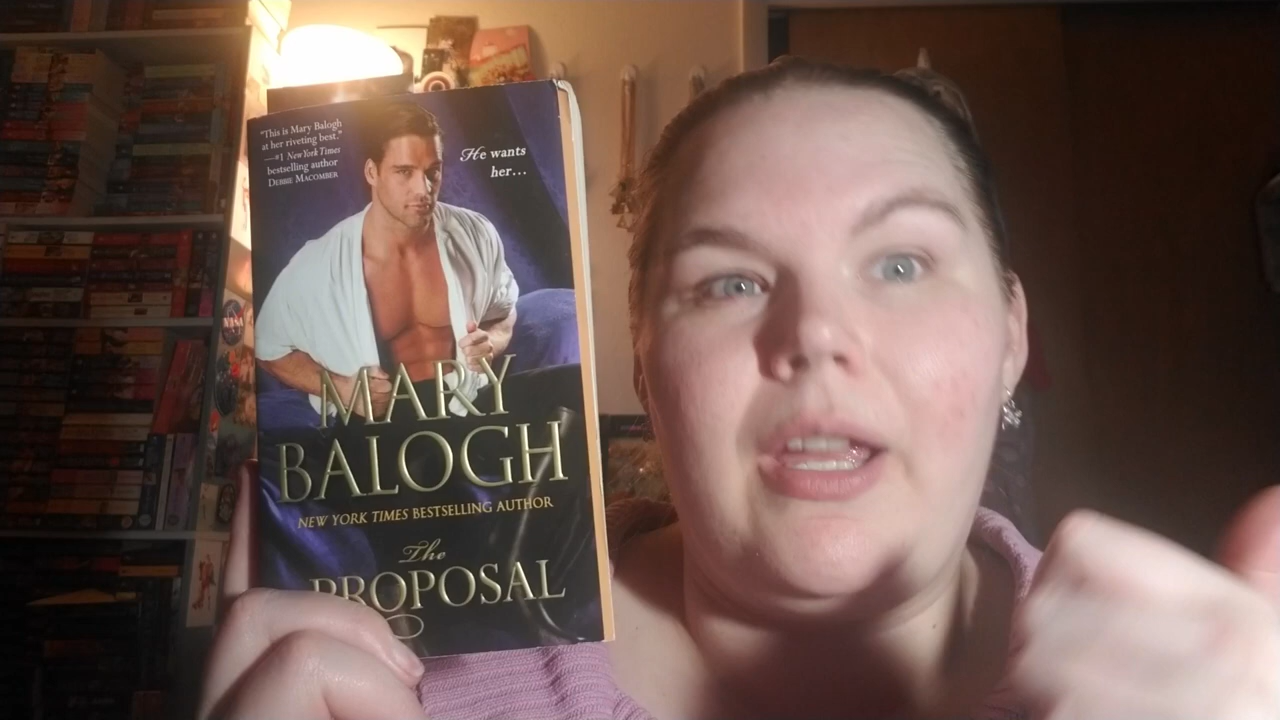 "This is Mary Balogh
at her riveting best."
—#1 New York Times
bestselling author
DEBBIE MACOMBER
He wants
her...
MARY
BALOGH
NEW YORK TIMES BESTSELLING AUTHOR
The
PROPOSAL
NASA